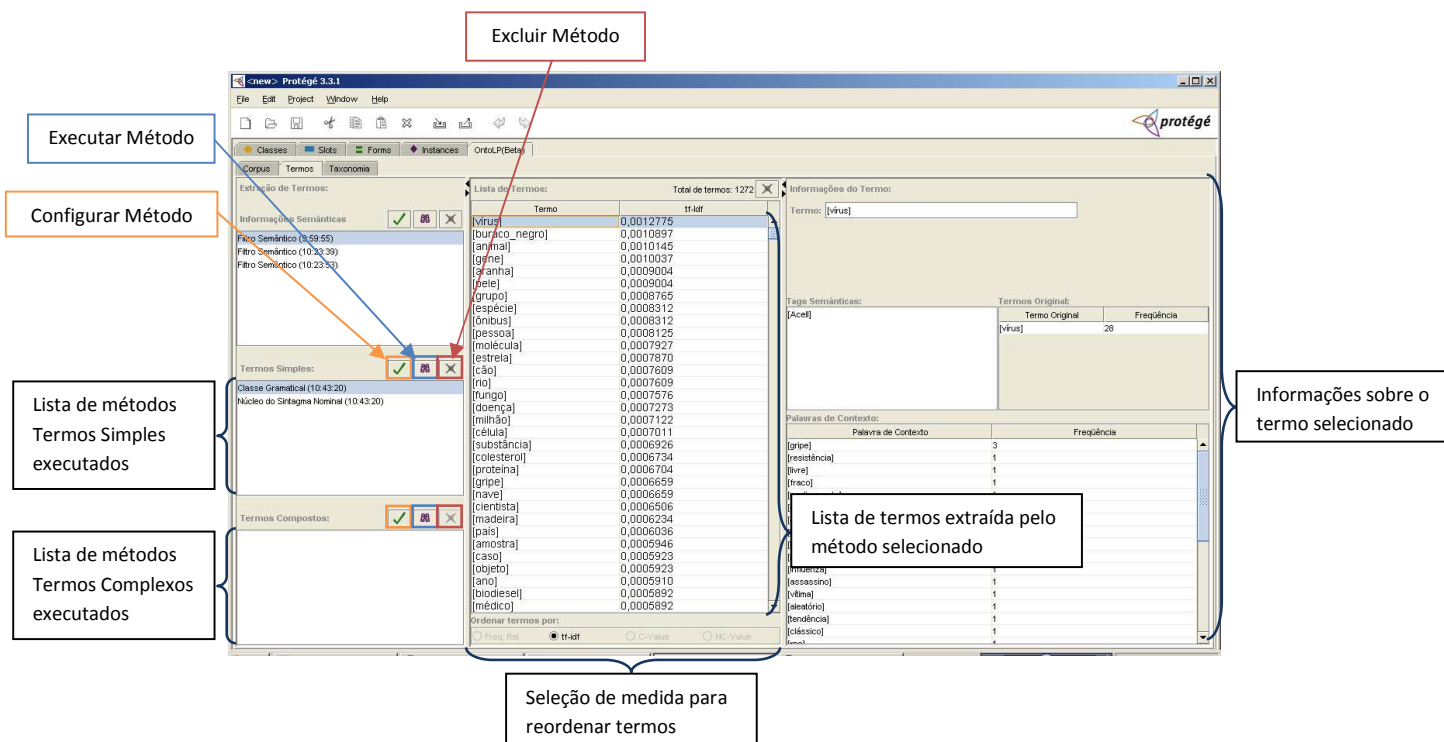 Excluir Método
Executar Método
Configurar Método
<new> Protégé 3.3.1
File Edit Project Window Help
protégé
Classes Slots Forms Instances OntoLP(Beta)
Corpus Termos Taxonomia
Extração de Termos:
Informações Semânticas
Filtro Semântico (9:59:55)
Filtro Semântico (10:23:39)
Filtro Semântico (10:23:53)
Termos Simples:
Classe Gramatical (10:43:20)
Núcleo do Sintagma Nominal (10:43:20)
Termos Compostos:
Lista de métodos
Termos Simples
executados
Lista de métodos
Termos Complexos
executados
Lista de Termos: Total de termos: 1272
Termo tf-idf
[vírus] 0,0012775
[buraco_negro] 0,0010897
[animal] 0,0010145
[gene] 0,0010037
[aranha] 0,0009004
[pele] 0,0009004
[grupo] 0,0008765
[espécie] 0,0008312
[ônibus] 0,0008312
[pessoa] 0,0008125
[molécula] 0,0007927
[estrela] 0,0007870
[cão] 0,0007609
[rio] 0,0007609
[fungo] 0,0007576
[doença] 0,0007273
[milhão] 0,0007122
[célula] 0,0007011
[substância] 0,0006926
[colesterol] 0,0006734
[proteína] 0,0006704
[gripe] 0,0006659
[nave] 0,0006659
[cientista] 0,0006506
[madeira] 0,0006234
[país] 0,0006036
[amostra] 0,0005946
[caso] 0,0005923
[objeto] 0,0005923
[ano] 0,0005910
[biodiesel] 0,0005892
[médico] 0,0005892
Ordenar termos por:
Freq. Rel. tf-idf C-Value NC-Value
Informações do Termo:
Termo: [vírus]
Tags Semânticas:
[Acell]
Termos Original:
Termo Original Freqüência
[vírus] 28
Palavras de Contexto:
Palavra de Contexto Freqüência
[gripe] 3
[resistência] 1
[livre] 1
[fraco] 1
Lista de termos extraída pelo
método selecionado
[influenza] 1
[assassino] 1
[vítima] 1
[aleatório] 1
[tendência] 1
[clássico] 1
Informações sobre o
termo selecionado
Seleção de medida para
reordenar termos